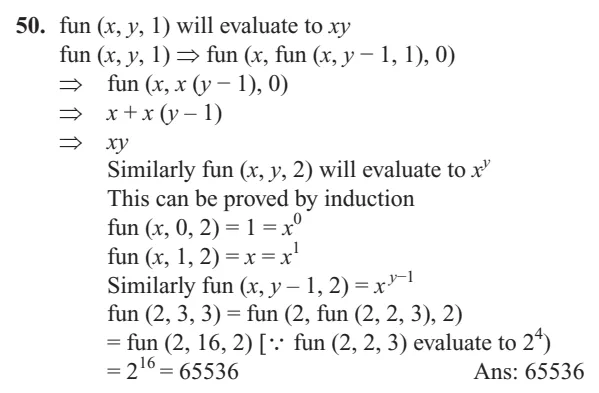 50. fun (x, y, 1) will evaluate to xy
fun (x, y, 1) ⇒ fun (x, fun (x, y − 1, 1), 0)
⇒ fun (x, x (y − 1), 0)
⇒ x + x (y – 1)
⇒ xy
Similarly fun (x, y, 2) will evaluate to x^y
This can be proved by induction
fun (x, 0, 2) = 1 = x^0
fun (x, 1, 2) = x = x^1
Similarly fun (x, y – 1, 2) = x^{y–1}
fun (2, 3, 3) = fun (2, fun (2, 2, 3), 2)
= fun (2, 16, 2) [∵ fun (2, 2, 3) evaluate to 2^4)
= 2^{16} = 65536 Ans: 65536